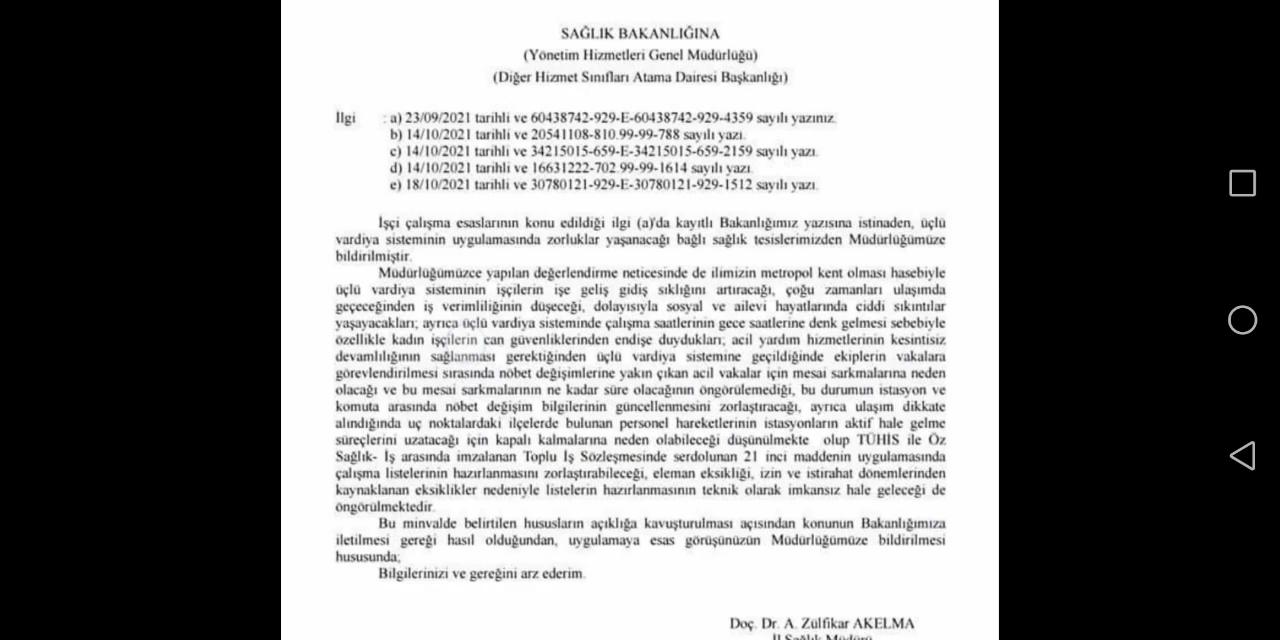 SAĞLIK BAKANLIĞINA
(Yönetim Hizmetleri Genel Müdürlüğü)
(Diğer Hizmet Sınıfları Atama Dairesi Başkanlığı)
İlgi : a) 23/09/2021 tarihli ve 60438742-929-E-60438742-929-4359 sayılı yazınız.
b) 14/10/2021 tarihli ve 20541108-810.99-99-788 sayılı yazı.
c) 14/10/2021 tarihli ve 34215015-659-E-34215015-659-2159 sayılı yazı.
d) 14/10/2021 tarihli ve 16631222-702.99-99-1614 sayılı yazı.
e) 18/10/2021 tarihli ve 30780121-929-E-30780121-929-1512 sayılı yazı.
İşçi çalışma esaslarının konu edildiği ilgi (a)'da kayıtlı Bakanlığımız yazısına istinaden, üçlü
vardiya sisteminin uygulamasında zorluklar yaşanacağı bağlı sağlık tesislerimizden Müdürlüğümüze
bildirilmiştir.
Müdürlüğümüzce yapılan değerlendirme neticesinde de ilimizin metropol kent olması hasebiyle
üçlü vardiya sisteminin işçilerin işe geliş gidiş sıklığını artıracağı, çoğu zamanları ulaşımda
geçeceğinden iş verimliliğinin düşeceği, dolayısıyla sosyal ve ailevi hayatlarında ciddi sıkıntılar
yaşayacakları; ayrıca üçlü vardiya sisteminde çalışma saatlerinin gece saatlerine denk gelmesi sebebiyle
özellikle kadın işçilerin can güvenliklerinden endişe duydukları; acil yardım hizmetlerinin kesintisiz
devamlılığının sağlanması gerektiğinden üçlü vardiya sistemine geçildiğinde ekiplerin vakalara
görevlendirilmesi sırasında nöbet değişimlerine yakın çıkan acil vakalar için mesai sarkmalarına neden
olacağı ve bu mesai sarkmalarının ne kadar süre olacağının öngörülemediği, bu durumun istasyon ve
komuta arasında nöbet değişim bilgilerinin güncellenmesini zorlaştıracağı, ayrıca ulaşım dikkate
alındığında uç noktalardaki ilçelerde bulunan personel hareketlerinin istasyonların aktif hale gelme
süreçlerini uzatacağı için kapalı kalmalarına neden olabileceği düşünülmekte olup TÜHİS ile Öz
Sağlık- İş arasında imzalanan Toplu İş Sözleşmesinde serdolunan 21 inci maddenin uygulamasında
çalışma listelerinin hazırlanmasını zorlaştırabileceği, eleman eksikliği, izin ve istirahat dönemlerinden
kaynaklanan eksiklikler nedeniyle listelerin hazırlanmasının teknik olarak imkansız hale geleceği de
öngörülmektedir.
Bu minvalde belirtilen hususların açıklığa kavuşturulması açısından konunun Bakanlığımıza
iletilmesi gereği hasıl olduğundan, uygulamaya esas görüşünüzün Müdürlüğümüze bildirilmesi
hususunda;
Bilgilerinizi ve gereğini arz ederim.
Doç. Dr. A. Zülfikar AKELMA
İl Sağlık Müdürü